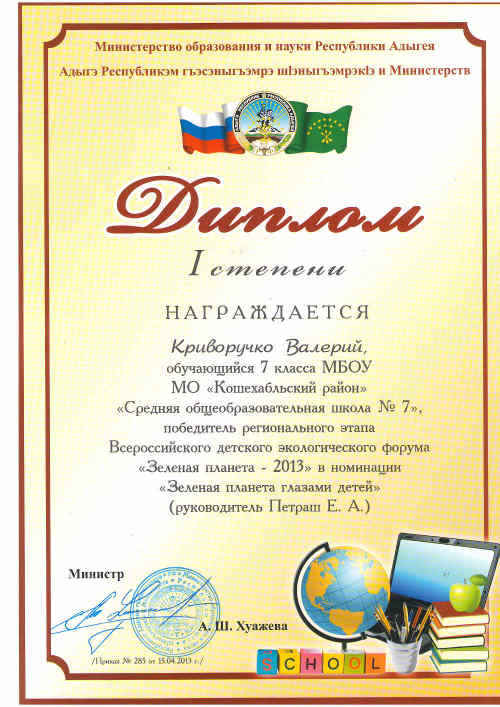 Министерство образования и науки Республики Адыгея
Адыгэ Республикэм гъэсэныгъэмрэ шӏэныгъэмрэкӏэ и Министерств
Диплом
I степени
НАГРАЖДАЕТСЯ
Криворучко Валерий,
обучающийся 7 класса МБОУ
МО «Кошехабльский район»
«Средняя общеобразовательная школа № 7»,
победитель регионального этапа
Всероссийского детского экологического форума
«Зеленая планета - 2013» в номинации
«Зеленая планета глазами детей»
(руководитель Петраш Е. А.)
Министр
А. Ш. Хуажева
/Приказ № 285 от 15.04.2013 г./
SCHOOL